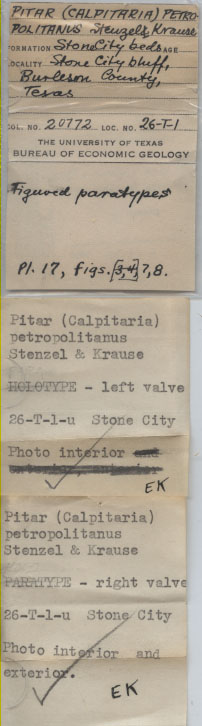 PITAR (CALPITARIA) PETRO-
POLITANUS Stenzel & Krause
FORMATION Stone City beds AGE
LOCALITY Stone City bluff,
Burleson County,
Texas
COL. NO. 20772 LOC. NO. 26-T-1
THE UNIVERSITY OF TEXAS
BUREAU OF ECONOMIC GEOLOGY
Figured paratypes
Pl. 17, figs. [3,4], 7, 8.
Pitar (Calpitaria)
petropolitanus
Stenzel & Krause
HOLOTYPE - left valve
26-T-1-u Stone City
Photo interior and
exterior, exterior
EK
Pitar (Calpitaria)
petropolitanus
Stenzel & Krause
PARATYPE - right valve
26-T-1-u Stone City
Photo interior and
exterior.
EK